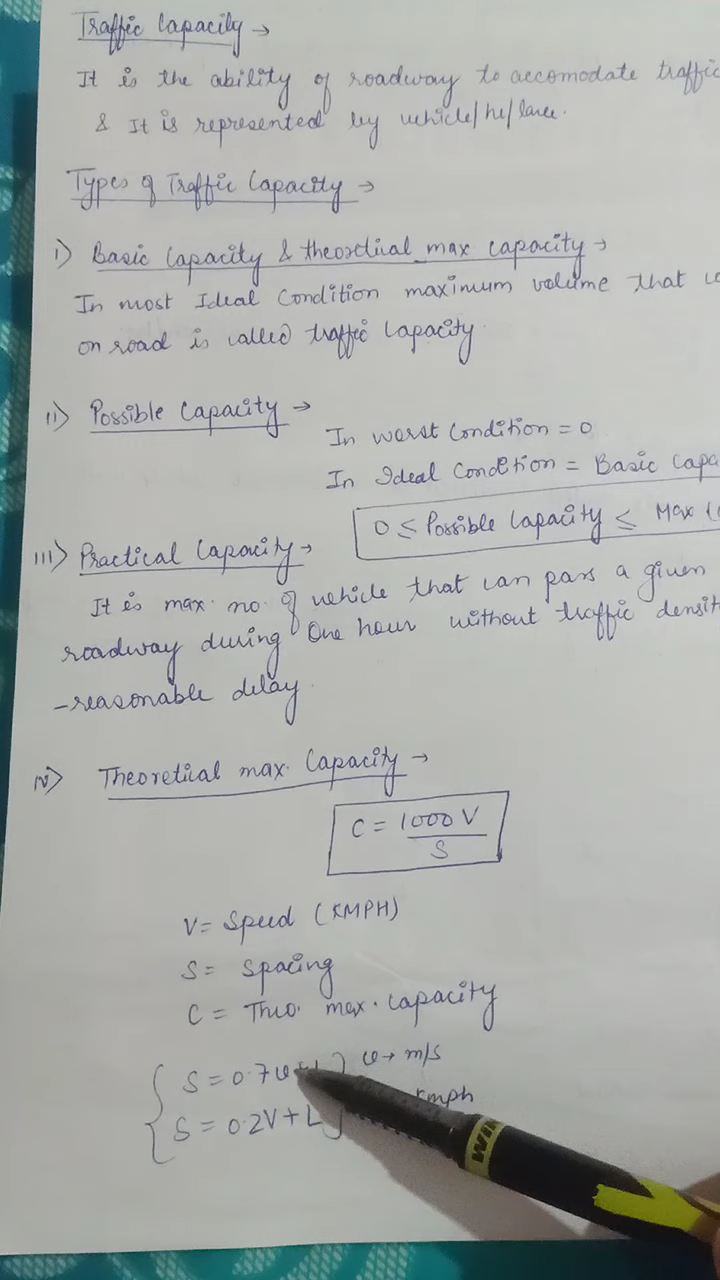 Traffic Capacity →
It is the ability of roadway to accomodate traffic
& It is represented by vehicle/hr/lane.
Types of Traffic Capacity →
i) Basic Capacity & theoretical max capacity →
In most Ideal Condition maximum volume that
on road is called traffic Capacity.
ii) Possible Capacity →
In worst Condition = 0
In Ideal Condition = Basic Capa
0 ≤ Possible Capacity ≤ Max
iii) Practical Capacity →
It is max. no. of vehicle that can pass a given
roadway during One hour without traffic densit
-reasonable delay.
iv) Theoretical max. Capacity →
C = 1000 V
S
V = Speed (KMPH)
S = Spacing
C = Theo. max. capacity
S = 0.7v v → m/s
S = 0.2V + L kmph